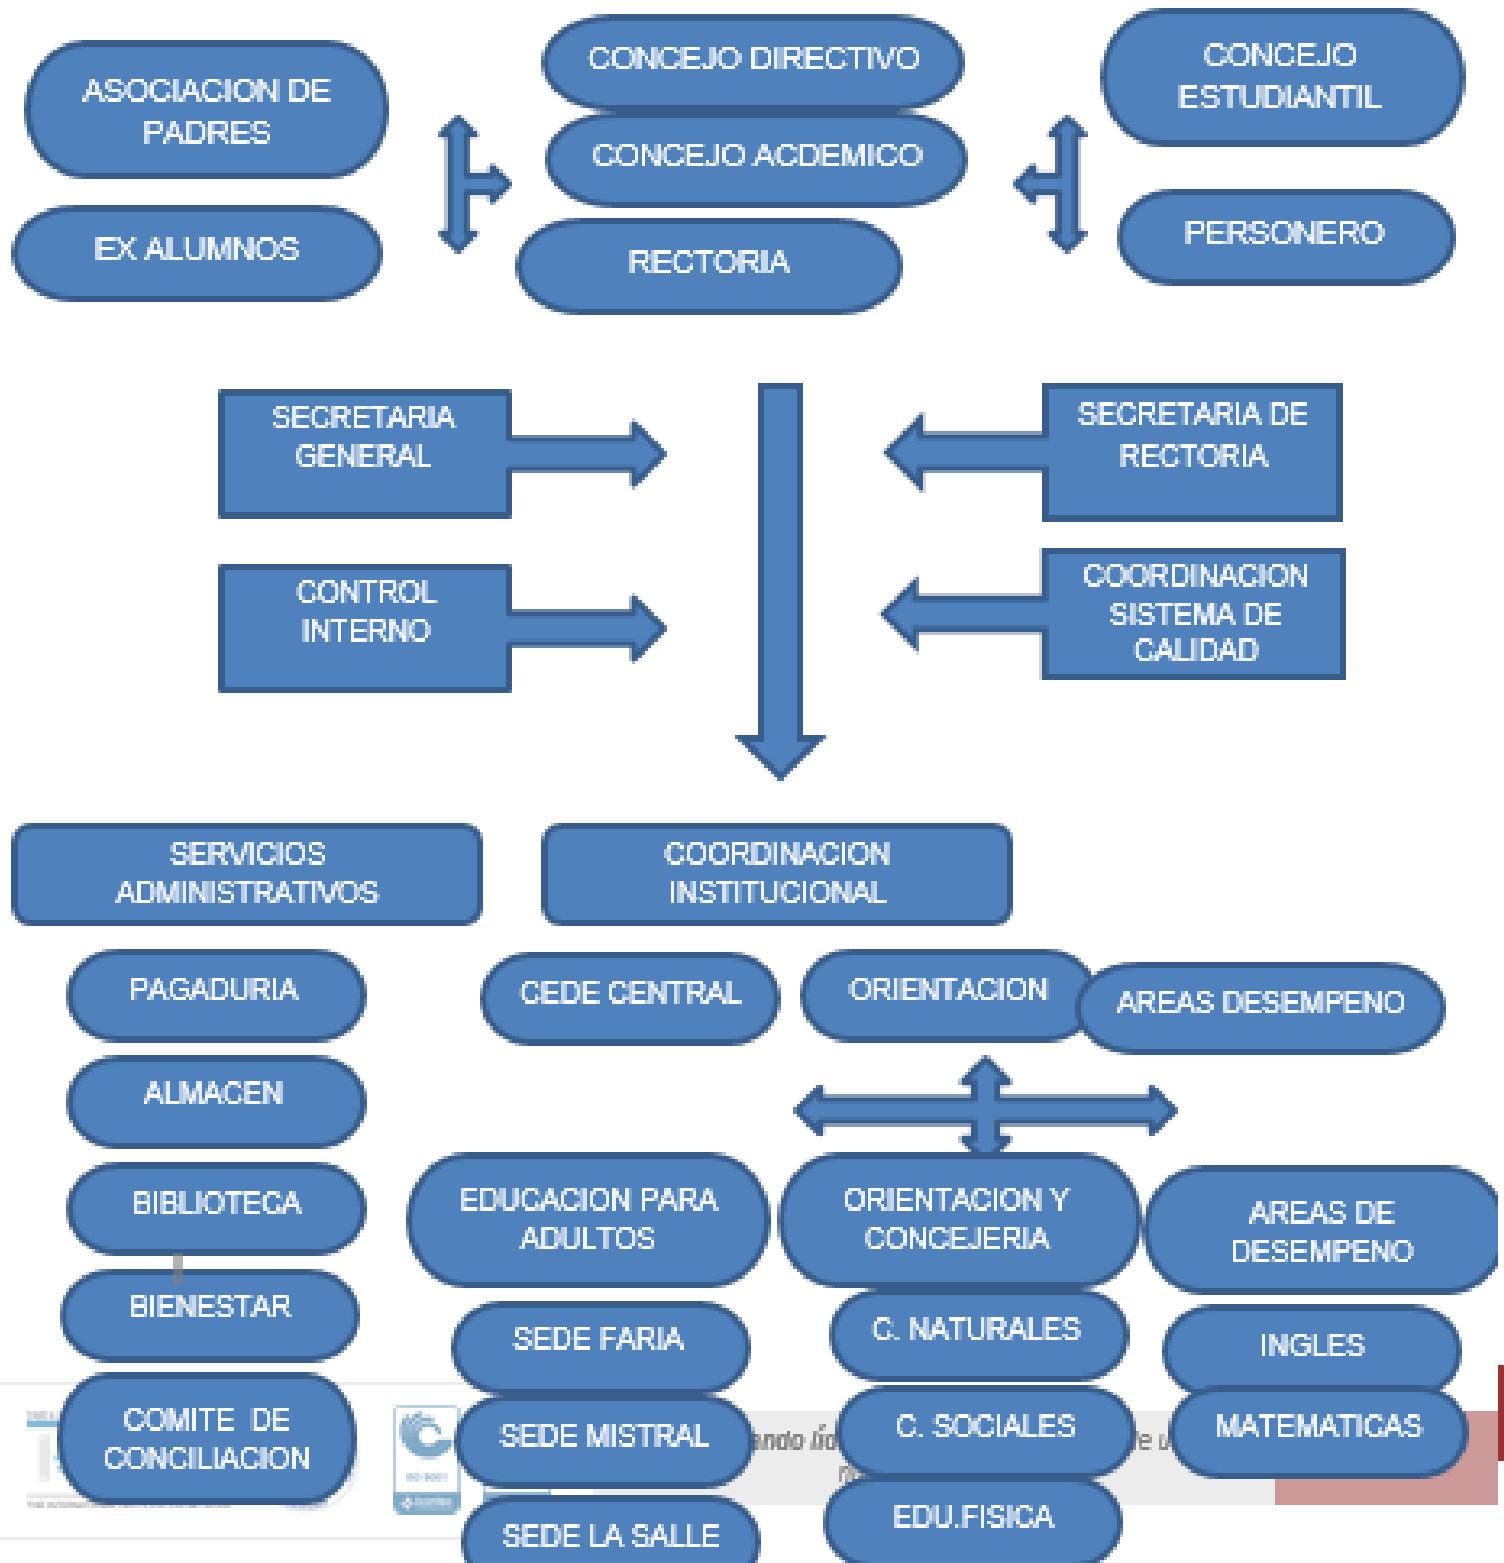 ASOCIACION DE
PADRES
EX ALUMNOS
CONCEJO DIRECTIVO
CONCEJO ACDEMICO
RECTORIA
CONCEJO
ESTUDIANTIL
PERSONERO
SECRETARIA
GENERAL
SECRETARIA DE
RECTORIA
CONTROL
INTERNO
COORDINACION
SISTEMA DE
CALIDAD
SERVICIOS
ADMINISTRATIVOS
COORDINACION
INSTITUCIONAL
PAGADURIA
ALMACEN
BIBLIOTECA
BIENESTAR
COMITE DE
CONCILIACION
CEDE CENTRAL
ORIENTACION
AREAS DESEMPENO
EDUCACION PARA
ADULTOS
SEDE FARIA
SEDE MISTRAL
SEDE LA SALLE
ORIENTACION Y
CONCEJERIA
C. NATURALES
C. SOCIALES
EDU.FISICA
AREAS DE
DESEMPENO
INGLES
MATEMATICAS